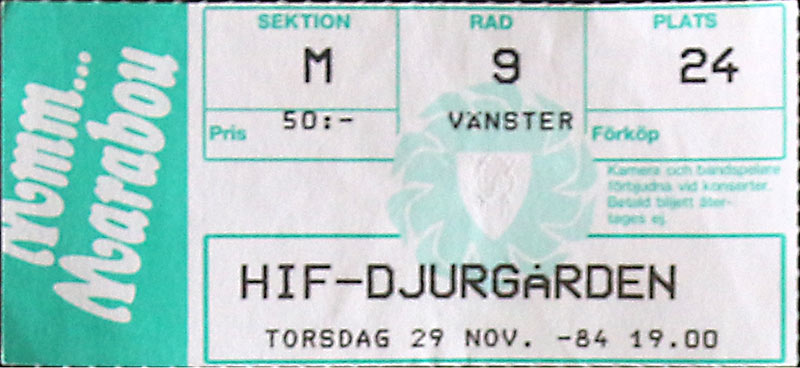 Mmm...
Marabou
SEKTION
M
RAD
9
PLATS
24
Pris
50:-
VÄNSTER
Förköp
Kamera och bandspelare
förbjudna vid konserter.
Betald biljett åter-
tages ej.
HIF-DJURGÅRDEN
TORSDAG 29 NOV. -84 19.00